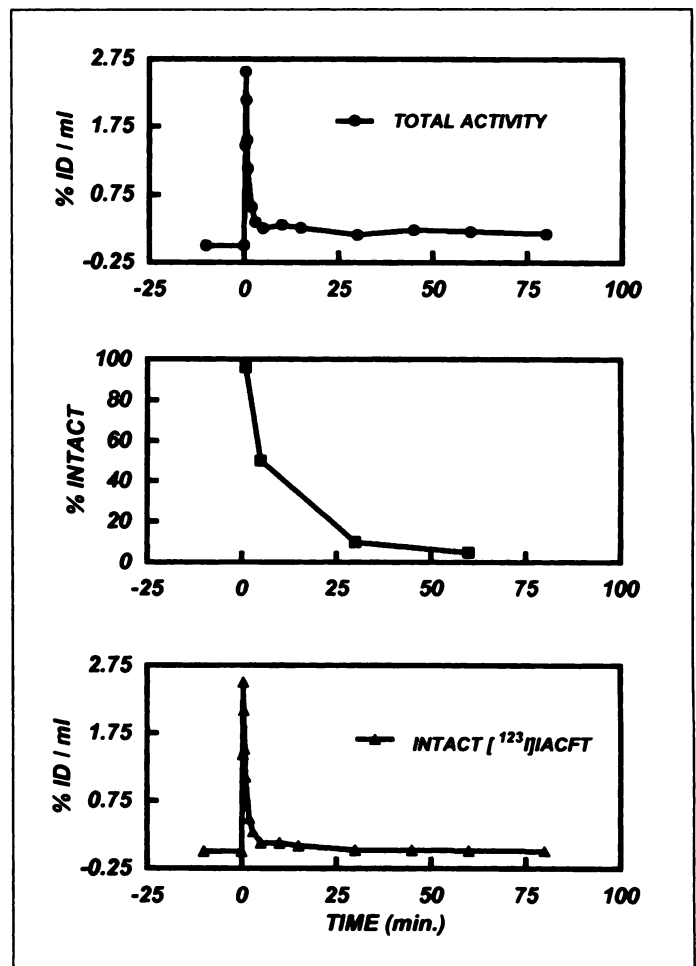 2.75
1.75
0.75
-0.25
% ID / ml
TOTAL ACTIVITY
-25 0 25 50 75 100
100
80
60
40
20
0
% INTACT
-25 0 25 50 75 100
2.75
1.75
0.75
-0.25
% ID / ml
INTACT [ 123I]IACFT
-25 0 25 50 75 100
TIME (min.)